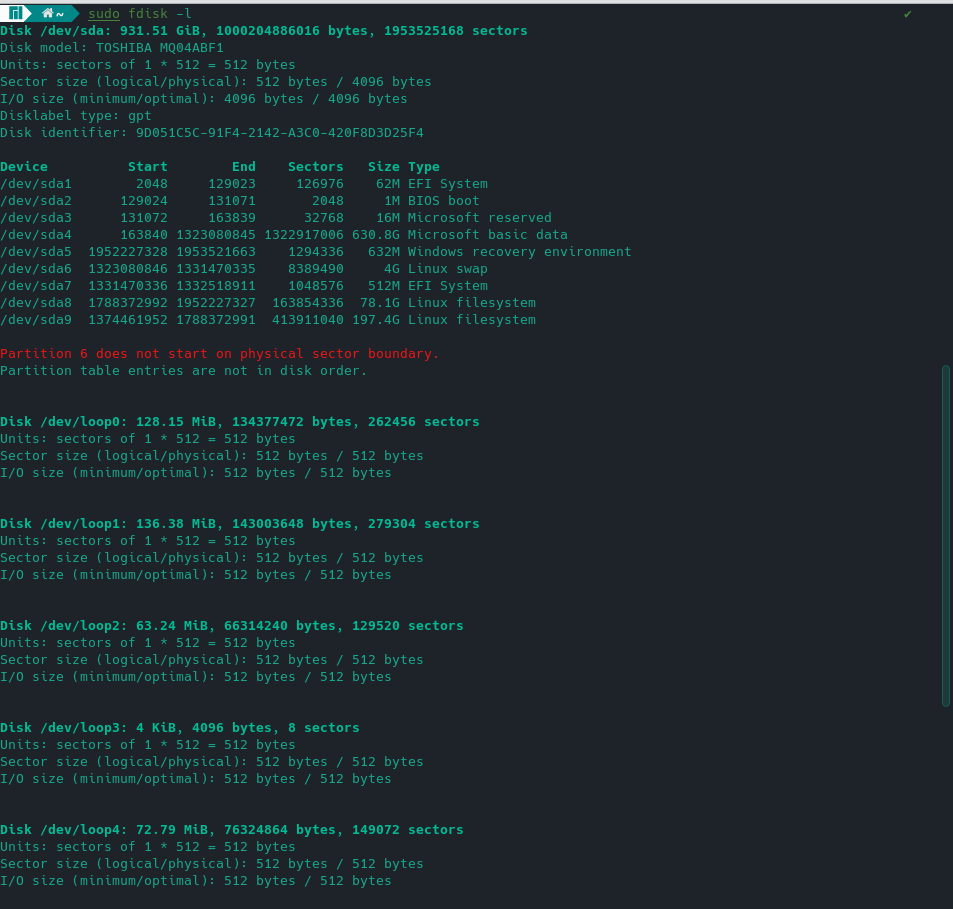 ~ sudo fdisk -l ✔
Disk /dev/sda: 931.51 GiB, 1000204886016 bytes, 1953525168 sectors
Disk model: TOSHIBA MQ04ABF1
Units: sectors of 1 * 512 = 512 bytes
Sector size (logical/physical): 512 bytes / 4096 bytes
I/O size (minimum/optimal): 4096 bytes / 4096 bytes
Disklabel type: gpt
Disk identifier: 9D051C5C-91F4-2142-A3C0-420F8D3D25F4
Device Start End Sectors Size Type
/dev/sda1 2048 129023 126976 62M EFI System
/dev/sda2 129024 131071 2048 1M BIOS boot
/dev/sda3 131072 163839 32768 16M Microsoft reserved
/dev/sda4 163840 1323080845 1322917006 630.8G Microsoft basic data
/dev/sda5 1952227328 1953521663 1294336 632M Windows recovery environment
/dev/sda6 1323080846 1331470335 8389490 4G Linux swap
/dev/sda7 1331470336 1332518911 1048576 512M EFI System
/dev/sda8 1788372992 1952227327 163854336 78.1G Linux filesystem
/dev/sda9 1374461952 1788372991 413911040 197.4G Linux filesystem
Partition 6 does not start on physical sector boundary.
Partition table entries are not in disk order.
Disk /dev/loop0: 128.15 MiB, 134377472 bytes, 262456 sectors
Units: sectors of 1 * 512 = 512 bytes
Sector size (logical/physical): 512 bytes / 512 bytes
I/O size (minimum/optimal): 512 bytes / 512 bytes
Disk /dev/loop1: 136.38 MiB, 143003648 bytes, 279304 sectors
Units: sectors of 1 * 512 = 512 bytes
Sector size (logical/physical): 512 bytes / 512 bytes
I/O size (minimum/optimal): 512 bytes / 512 bytes
Disk /dev/loop2: 63.24 MiB, 66314240 bytes, 129520 sectors
Units: sectors of 1 * 512 = 512 bytes
Sector size (logical/physical): 512 bytes / 512 bytes
I/O size (minimum/optimal): 512 bytes / 512 bytes
Disk /dev/loop3: 4 KiB, 4096 bytes, 8 sectors
Units: sectors of 1 * 512 = 512 bytes
Sector size (logical/physical): 512 bytes / 512 bytes
I/O size (minimum/optimal): 512 bytes / 512 bytes
Disk /dev/loop4: 72.79 MiB, 76324864 bytes, 149072 sectors
Units: sectors of 1 * 512 = 512 bytes
Sector size (logical/physical): 512 bytes / 512 bytes
I/O size (minimum/optimal): 512 bytes / 512 bytes